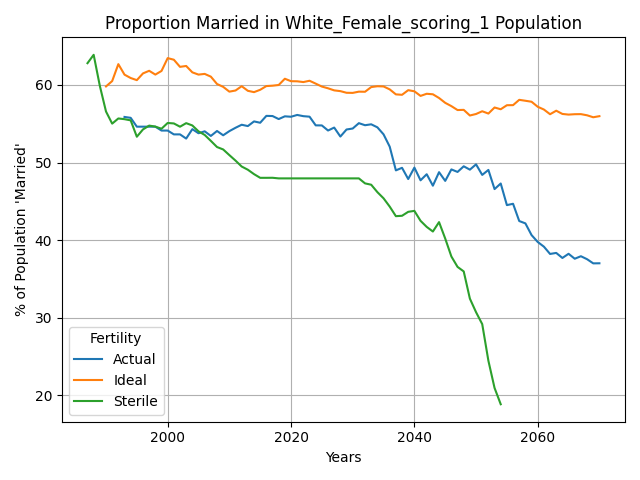 Proportion Married in White_Female_scoring_1 Population
% of Population 'Married'
60
50
40
30
20
Fertility
Actual
Ideal
Sterile
2000 2020 2040 2060
Years